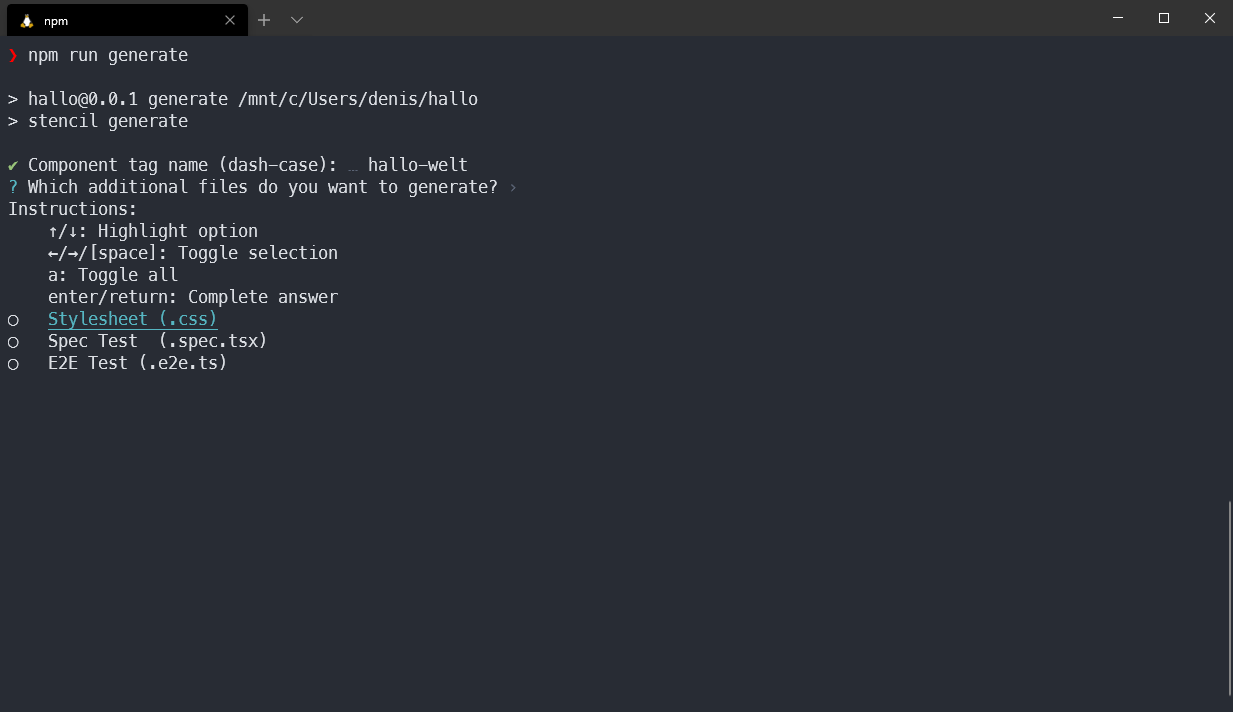 npm
❯ npm run generate
> hallo@0.0.1 generate /mnt/c/Users/denis/hallo
> stencil generate
✔ Component tag name (dash-case): … hallo-welt
? Which additional files do you want to generate? ›
Instructions:
↑/↓: Highlight option
←/→/[space]: Toggle selection
a: Toggle all
enter/return: Complete answer
○ Stylesheet (.css)
○ Spec Test  (.spec.tsx)
○ E2E Test (.e2e.ts)